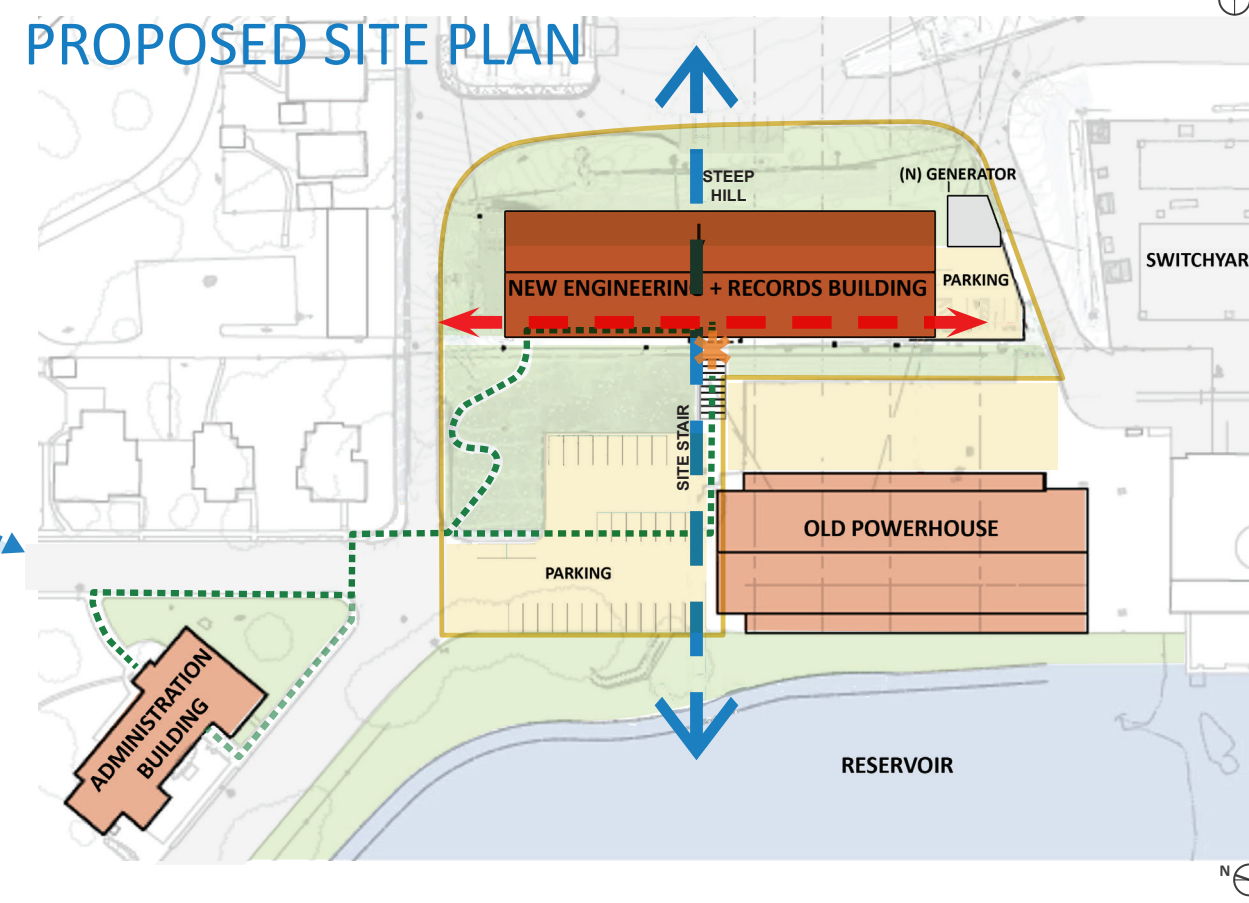 PROPOSED SITE PLAN
STEEP
HILL
(N) GENERATOR
SWITCHYAR
PARKING
NEW ENGINEERING + RECORDS BUILDING
SITE STAIR
OLD POWERHOUSE
PARKING
ADMINISTRATION
BUILDING
RESERVOIR
N